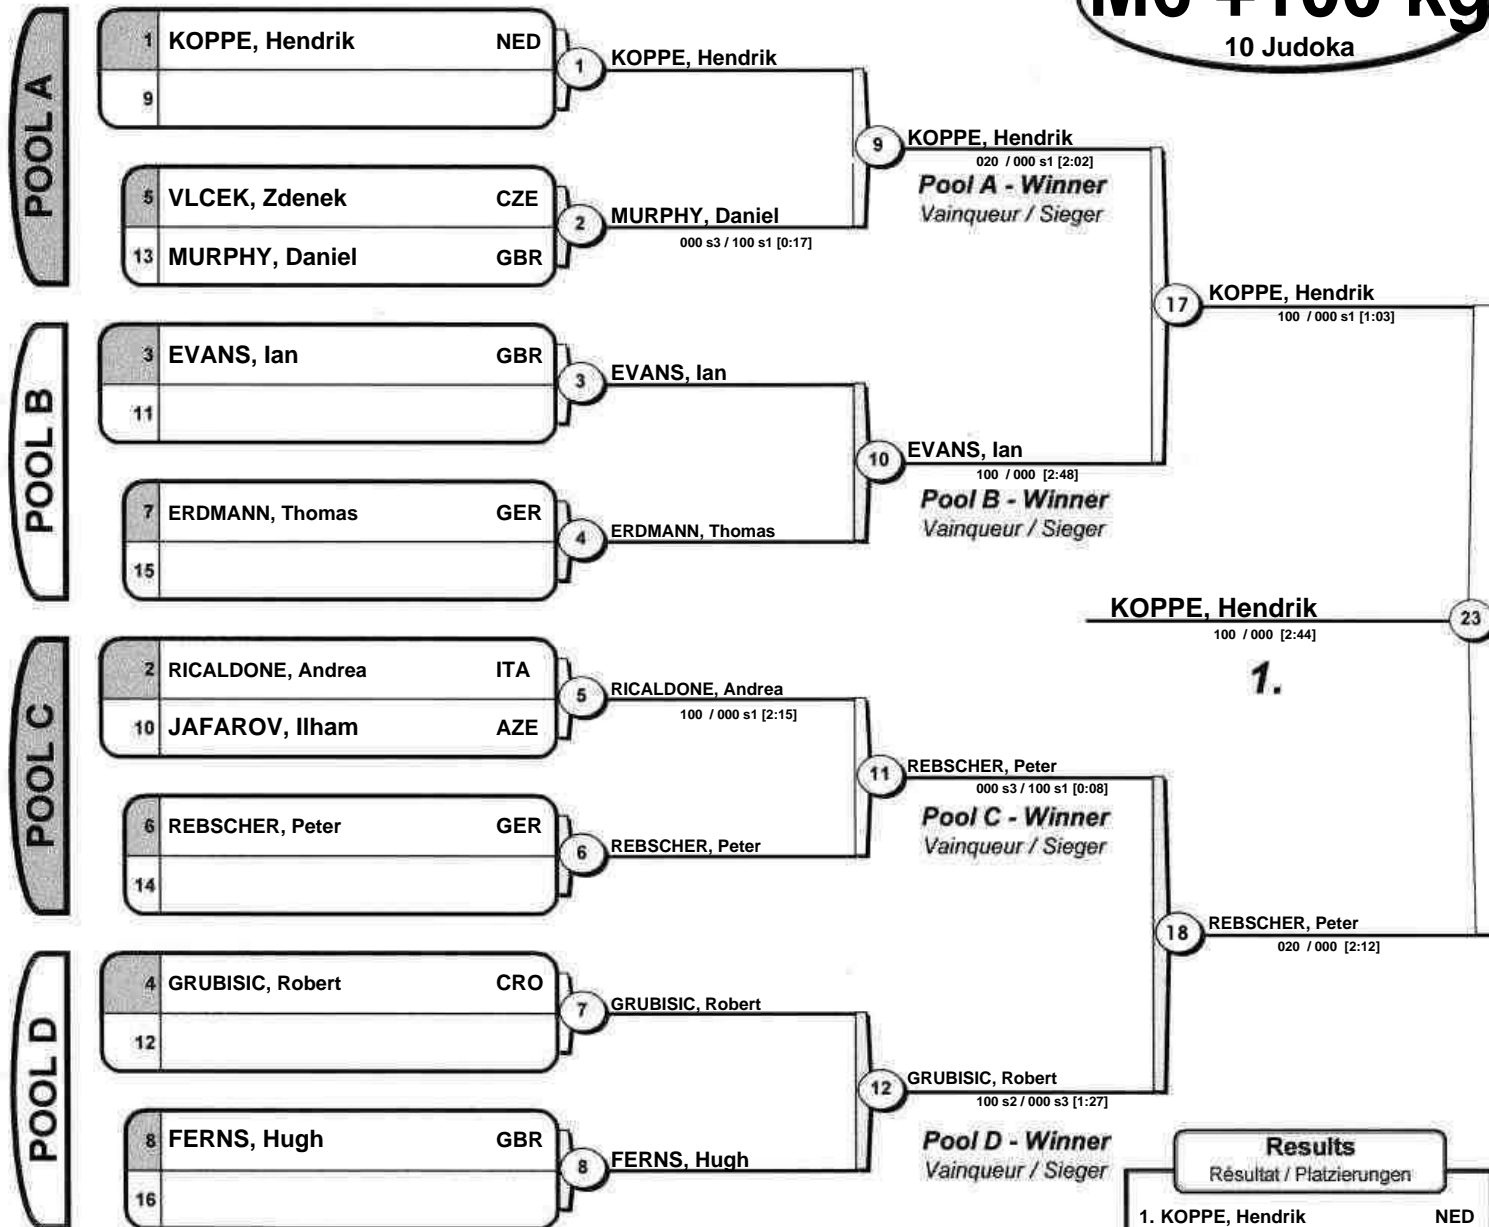 M6 +100 kg
10 Judoka
POOL A
1 KOPPE, Hendrik NED
9
1 KOPPE, Hendrik
5 VLCEK, Zdenek CZE
13 MURPHY, Daniel GBR
2 MURPHY, Daniel
000 s3 / 100 s1 [0:17]
9 KOPPE, Hendrik
020 / 000 s1 [2:02]
Pool A - Winner
Vainqueur / Sieger
POOL B
3 EVANS, Ian GBR
11
3 EVANS, Ian
7 ERDMANN, Thomas GER
15
4 ERDMANN, Thomas
10 EVANS, Ian
100 / 000 [2:48]
Pool B - Winner
Vainqueur / Sieger
17 KOPPE, Hendrik
100 / 000 s1 [1:03]
KOPPE, Hendrik 23
100 / 000 [2:44]
1.
POOL C
2 RICALDONE, Andrea ITA
10 JAFAROV, Ilham AZE
5 RICALDONE, Andrea
100 / 000 s1 [2:15]
6 REBSCHER, Peter GER
14
6 REBSCHER, Peter
11 REBSCHER, Peter
000 s3 / 100 s1 [0:08]
Pool C - Winner
Vainqueur / Sieger
POOL D
4 GRUBISIC, Robert CRO
12
7 GRUBISIC, Robert
8 FERNS, Hugh GBR
16
8 FERNS, Hugh
12 GRUBISIC, Robert
100 s2 / 000 s3 [1:27]
Pool D - Winner
Vainqueur / Sieger
18 REBSCHER, Peter
020 / 000 [2:12]
Results
Résultat / Platzierungen
1. KOPPE, Hendrik NED